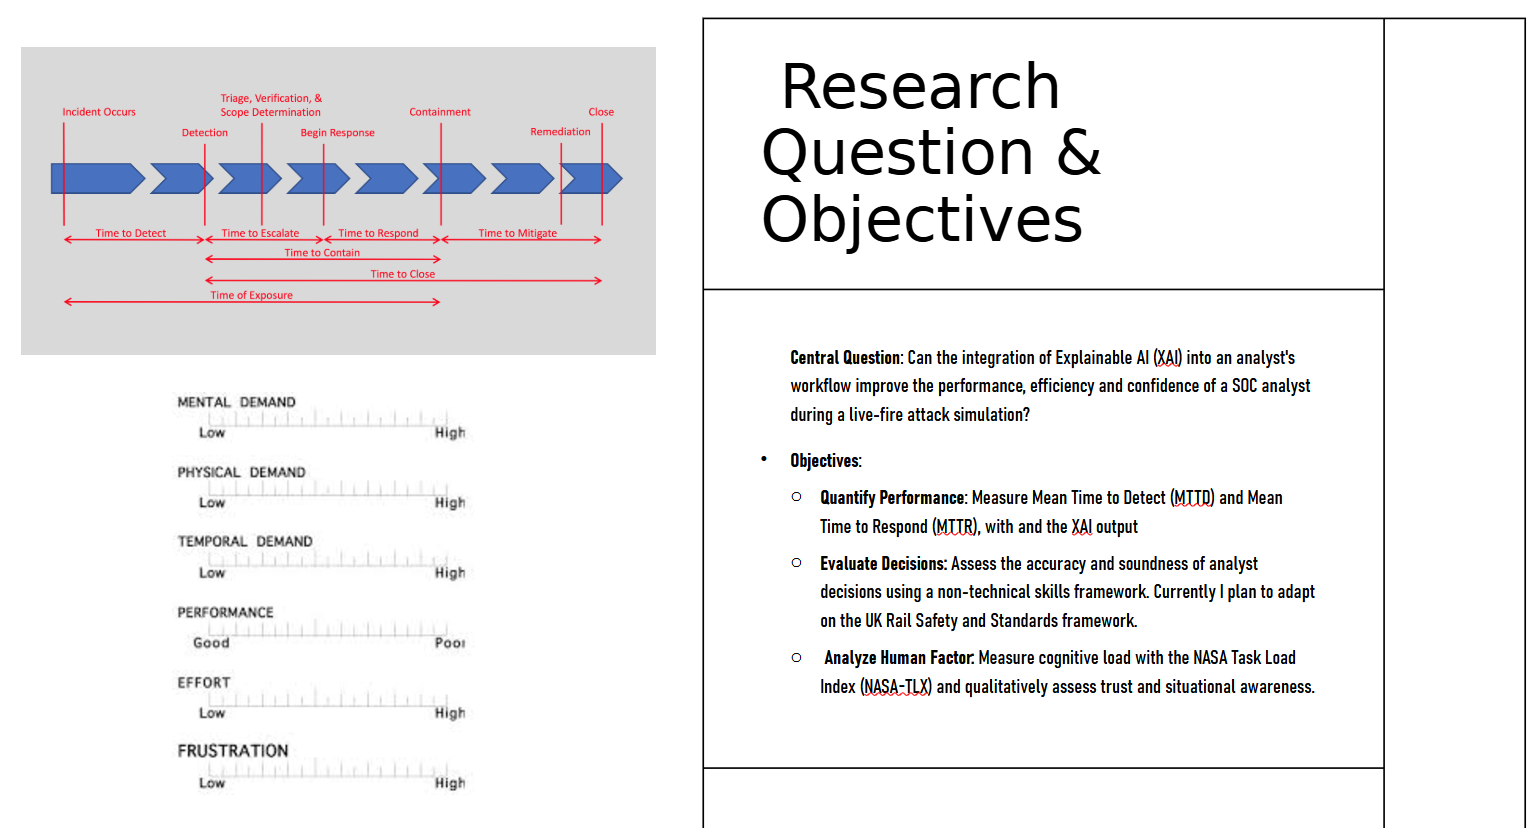 Incident Occurs
Triage, Verification, &
Scope Determination
Detection
Begin Response
Containment
Remediation
Close
Time to Detect
Time to Escalate
Time to Respond
Time to Mitigate
Time to Contain
Time to Close
Time of Exposure
MENTAL DEMAND
Low High
PHYSICAL DEMAND
Low High
TEMPORAL DEMAND
Low High
PERFORMANCE
Good Poor
EFFORT
Low High
FRUSTRATION
Low High
Research
Question &
Objectives
Central Question: Can the integration of Explainable AI (XAI) into an analyst's
workflow improve the performance, efficiency and confidence of a SOC analyst
during a live-fire attack simulation?
• Objectives:
○ Quantify Performance: Measure Mean Time to Detect (MTTD) and Mean
Time to Respond (MTTR), with and the XAI output
○ Evaluate Decisions: Assess the accuracy and soundness of analyst
decisions using a non-technical skills framework. Currently I plan to adapt
on the UK Rail Safety and Standards framework.
○ Analyze Human Factor: Measure cognitive load with the NASA Task Load
Index (NASA-TLX) and qualitatively assess trust and situational awareness.